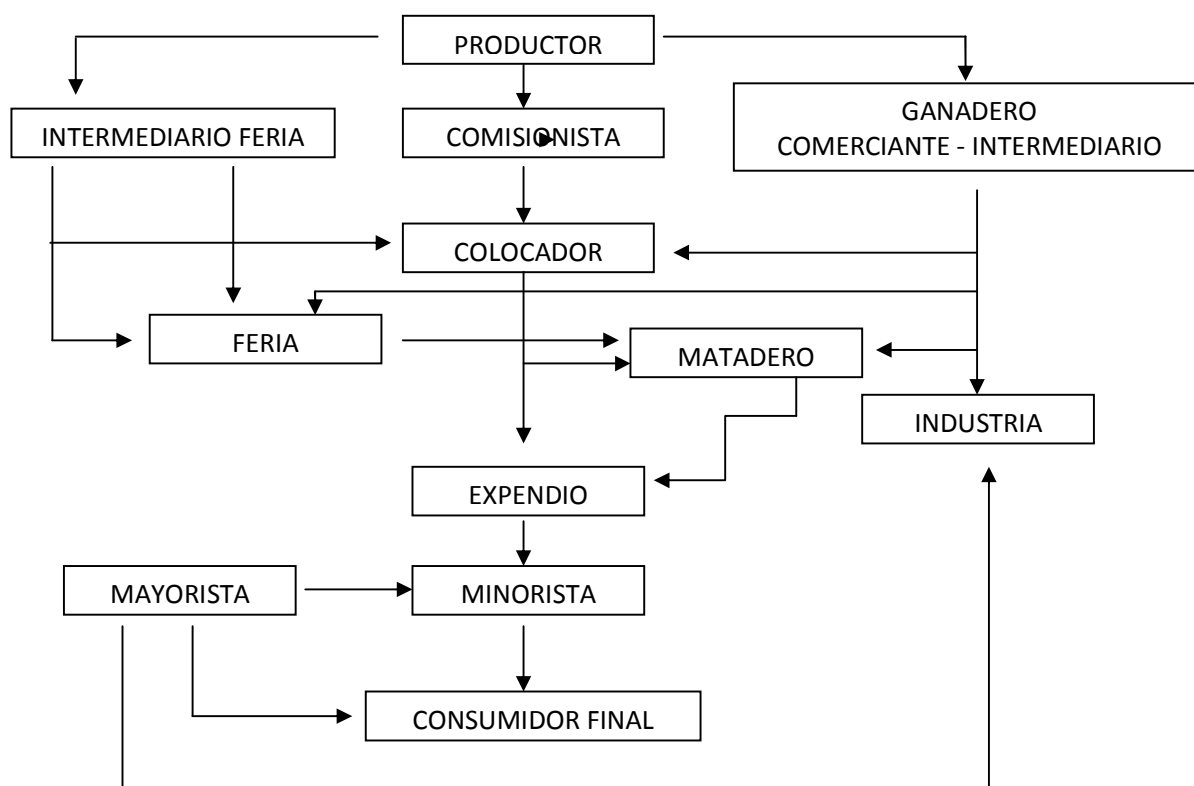 PRODUCTOR
INTERMEDIARIO FERIA
COMISIONISTA
GANADERO
COMERCIANTE - INTERMEDIARIO
COLOCADOR
FERIA
MATADERO
INDUSTRIA
EXPENDIO
MAYORISTA
MINORISTA
CONSUMIDOR FINAL